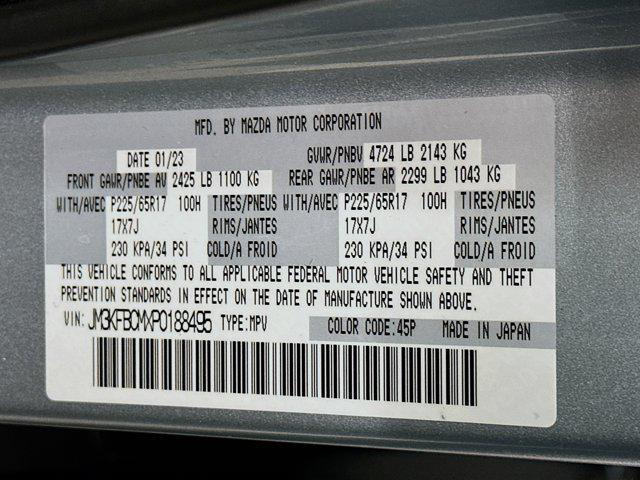 MFD. BY MAZDA MOTOR CORPORATION
DATE 01/23 GVWR/PNBV 4724 LB 2143 KG
FRONT GAWR/PNBE AV 2425 LB 1100 KG REAR GAWR/PNBE AR 2299 LB 1043 KG
WITH/AVEC P225/65R17 100H TIRES/PNEUS WITH/AVEC P225/65R17 100H TIRES/PNEUS
17X7J RIMS/JANTES 17X7J RIMS/JANTES
230 KPA/34 PSI COLD/A FROID 230 KPA/34 PSI COLD/A FROID
THIS VEHICLE CONFORMS TO ALL APPLICABLE FEDERAL MOTOR VEHICLE SAFETY AND THEFT
PREVENTION STANDARDS IN EFFECT ON THE DATE OF MANUFACTURE SHOWN ABOVE.
VIN: JM3KFBCMXP0188495 TYPE:MPV COLOR CODE:45P MADE IN JAPAN